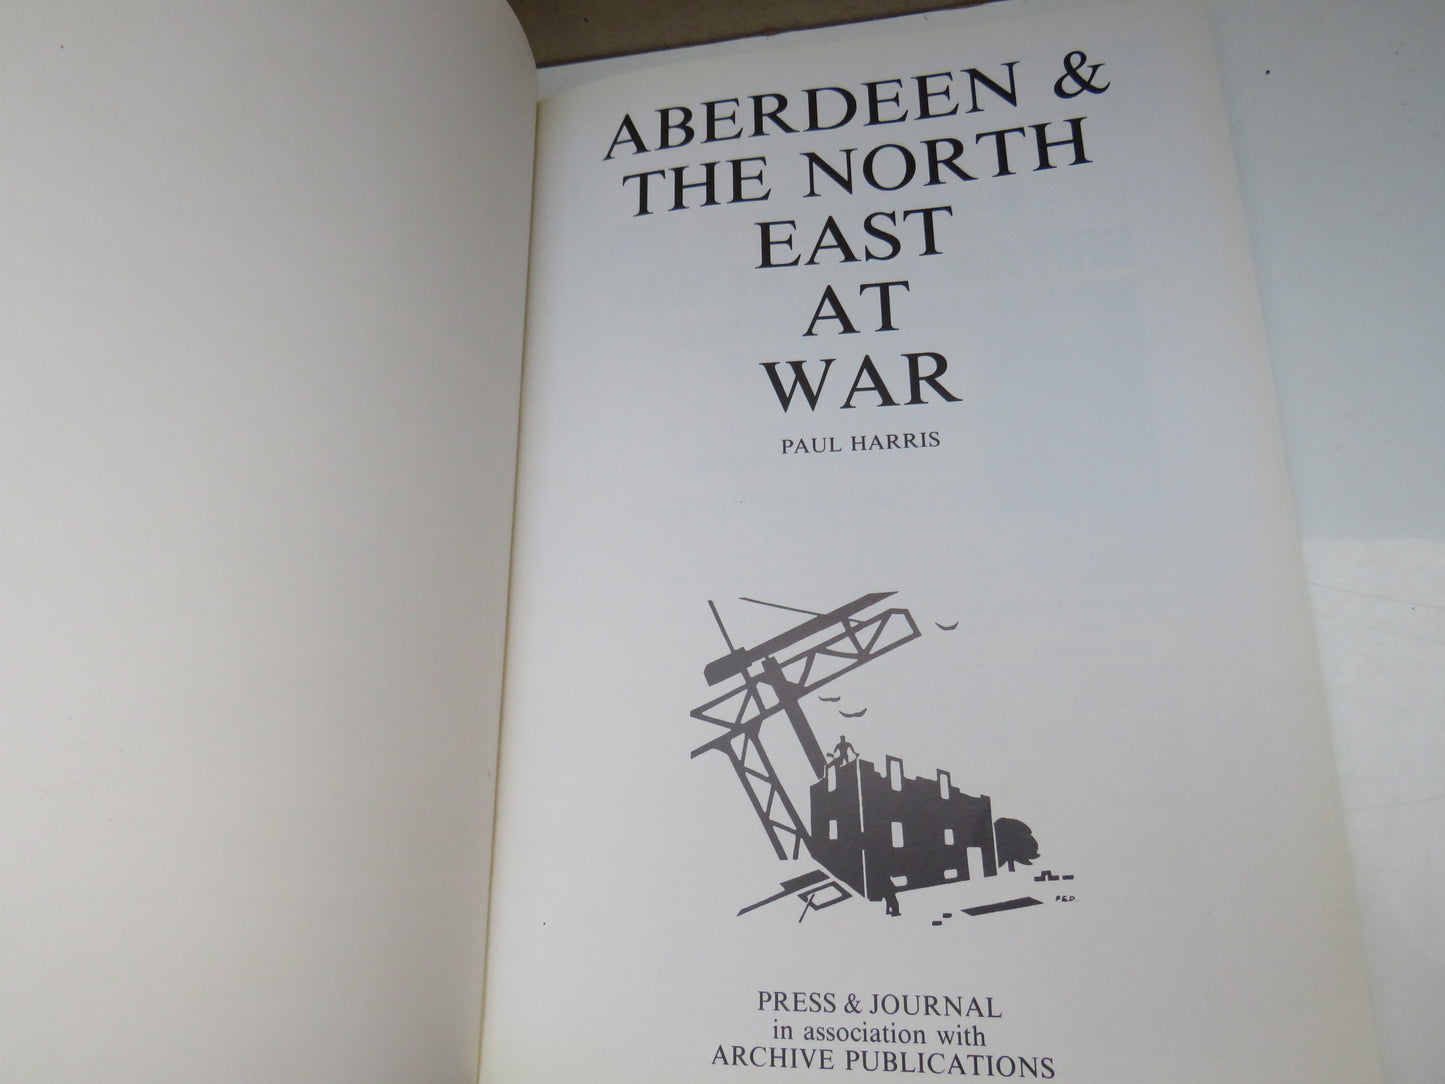 ABERDEEN &
THE NORTH
EAST
AT
WAR
PAUL HARRIS
P.G.D.
PRESS & JOURNAL
in association with
ARCHIVE PUBLICATIONS